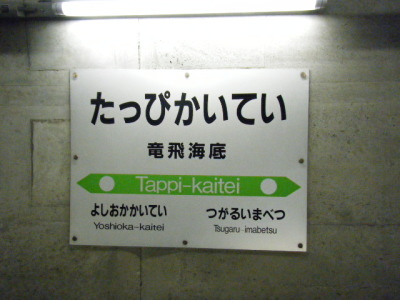 たっぴかいてい
竜飛海底
Tappi-kaitei
よしおかかいてい つがるいまべつ
Yoshioka-kaitei Tsugaru-imabetsu